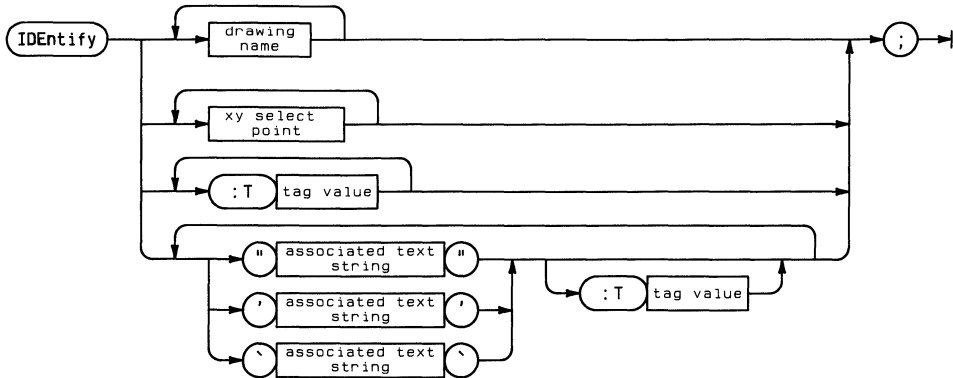 IDEntify
drawing
name
;
xy select
point
:T tag value
" associated text
string "
:T tag value
' associated text
string '
` associated text
string `